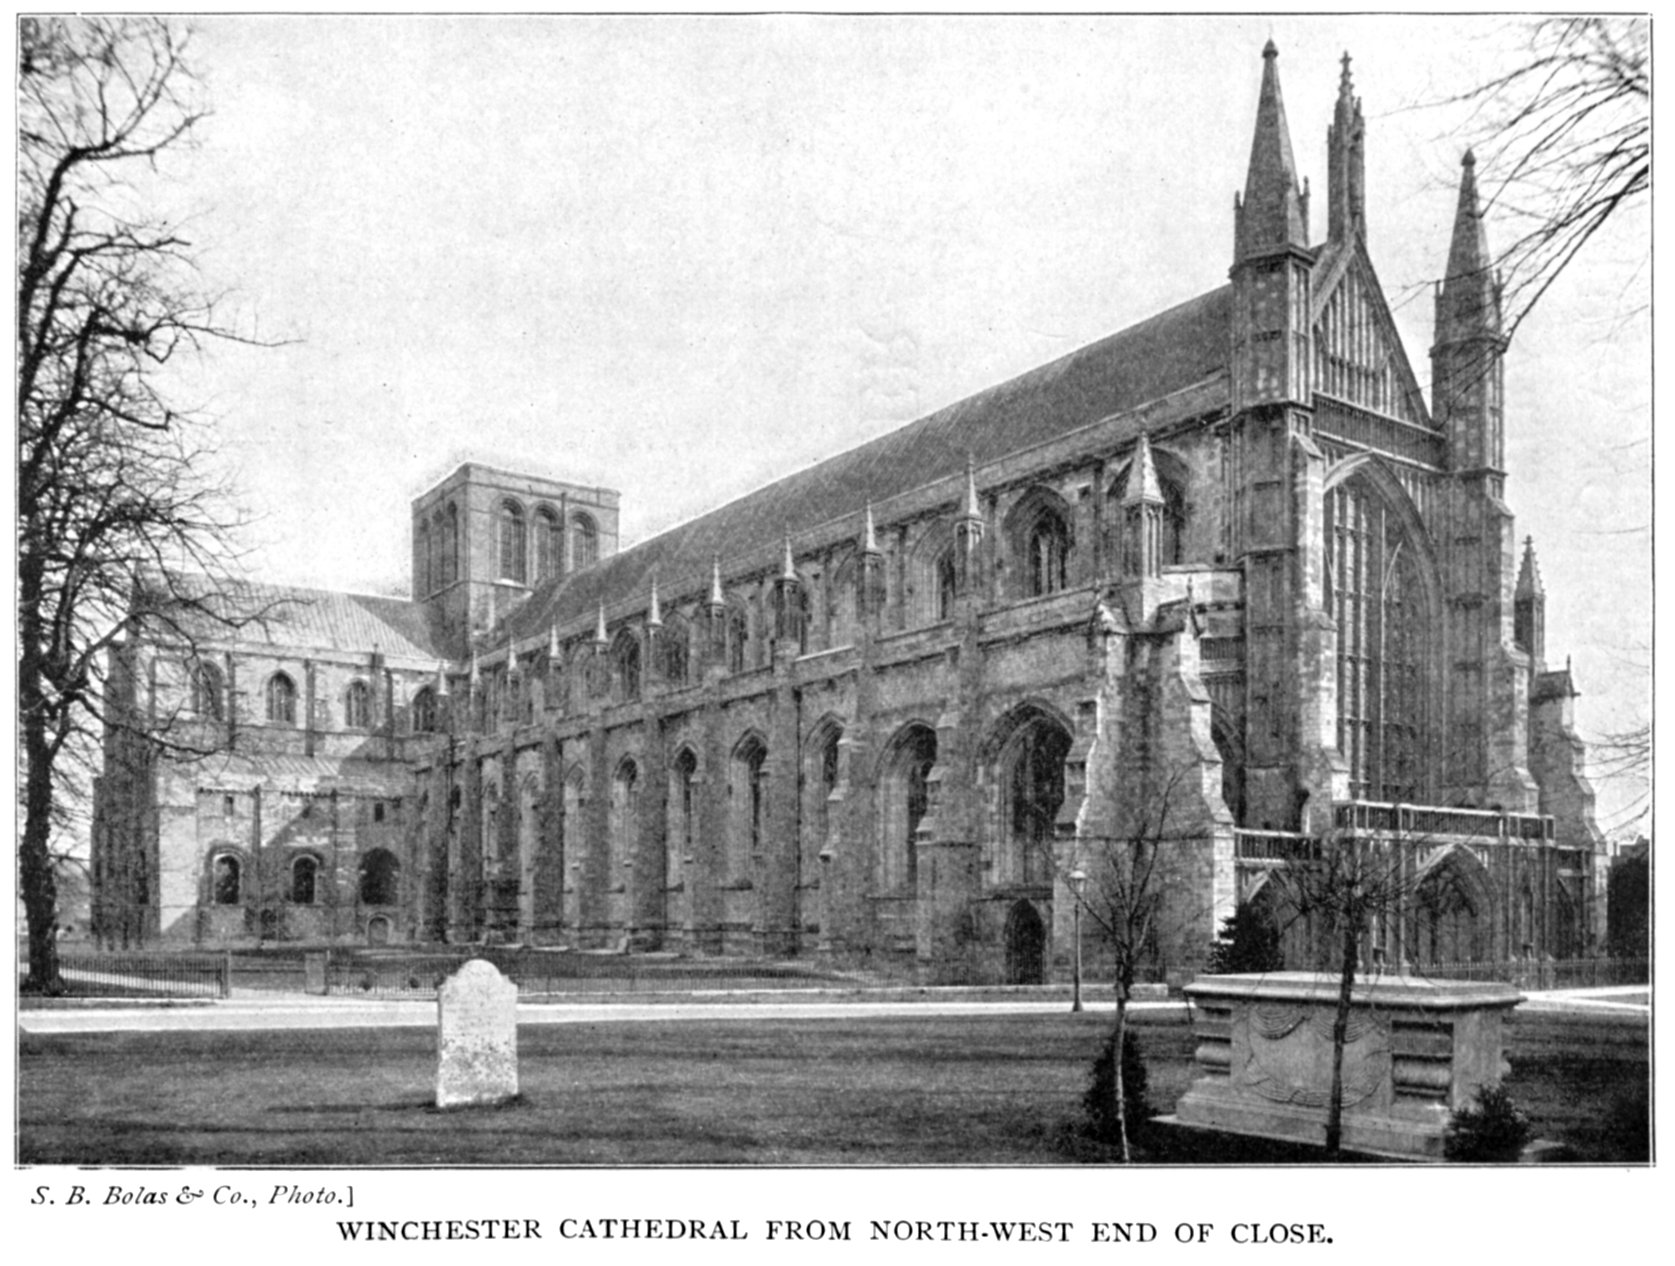 S. B. Bolas & Co., Photo.]
WINCHESTER CATHEDRAL FROM NORTH-WEST END OF CLOSE.